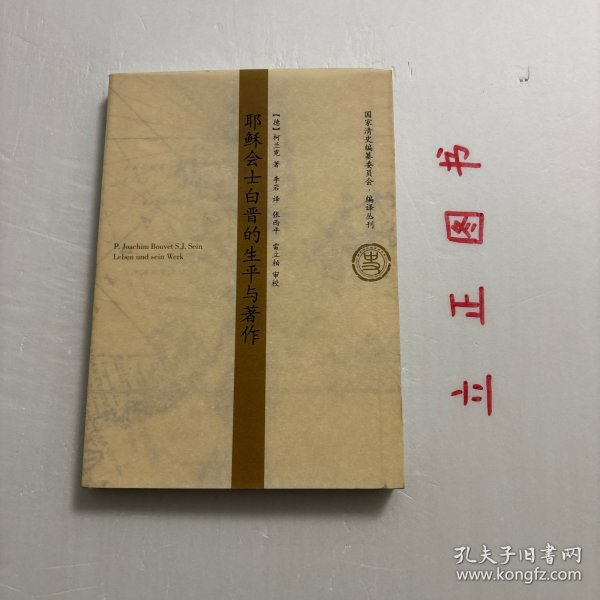 国家清史编纂委员会·编译丛刊
【德】柯兰霓 著 李岩 译 张西平 雷立柏 审校
耶稣会士白晋的生平与著作
P. Joachim Bouvet S.J. Sein
Leben und sein Werk
史
立正图书
孔夫子旧书网
www.kongfz.com